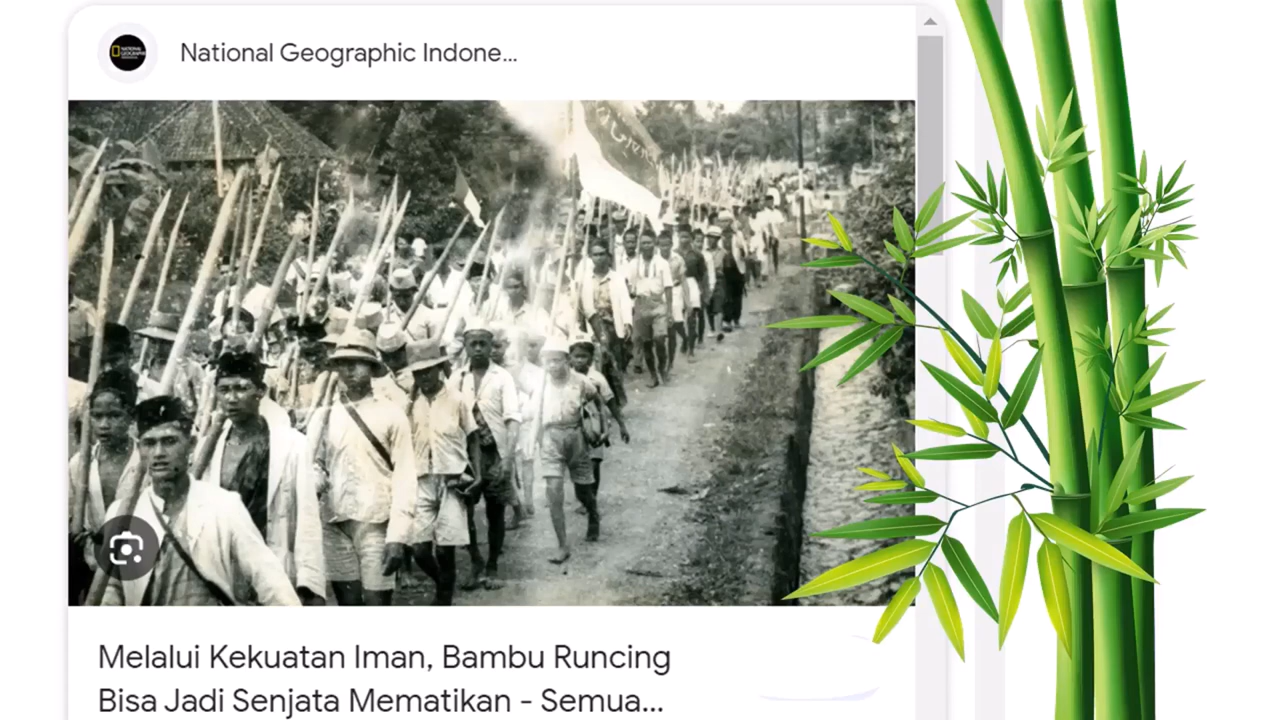 National Geographic Indone...
Melalui Kekuatan Iman, Bambu Runcing
Bisa Jadi Senjata Mematikan - Semua...